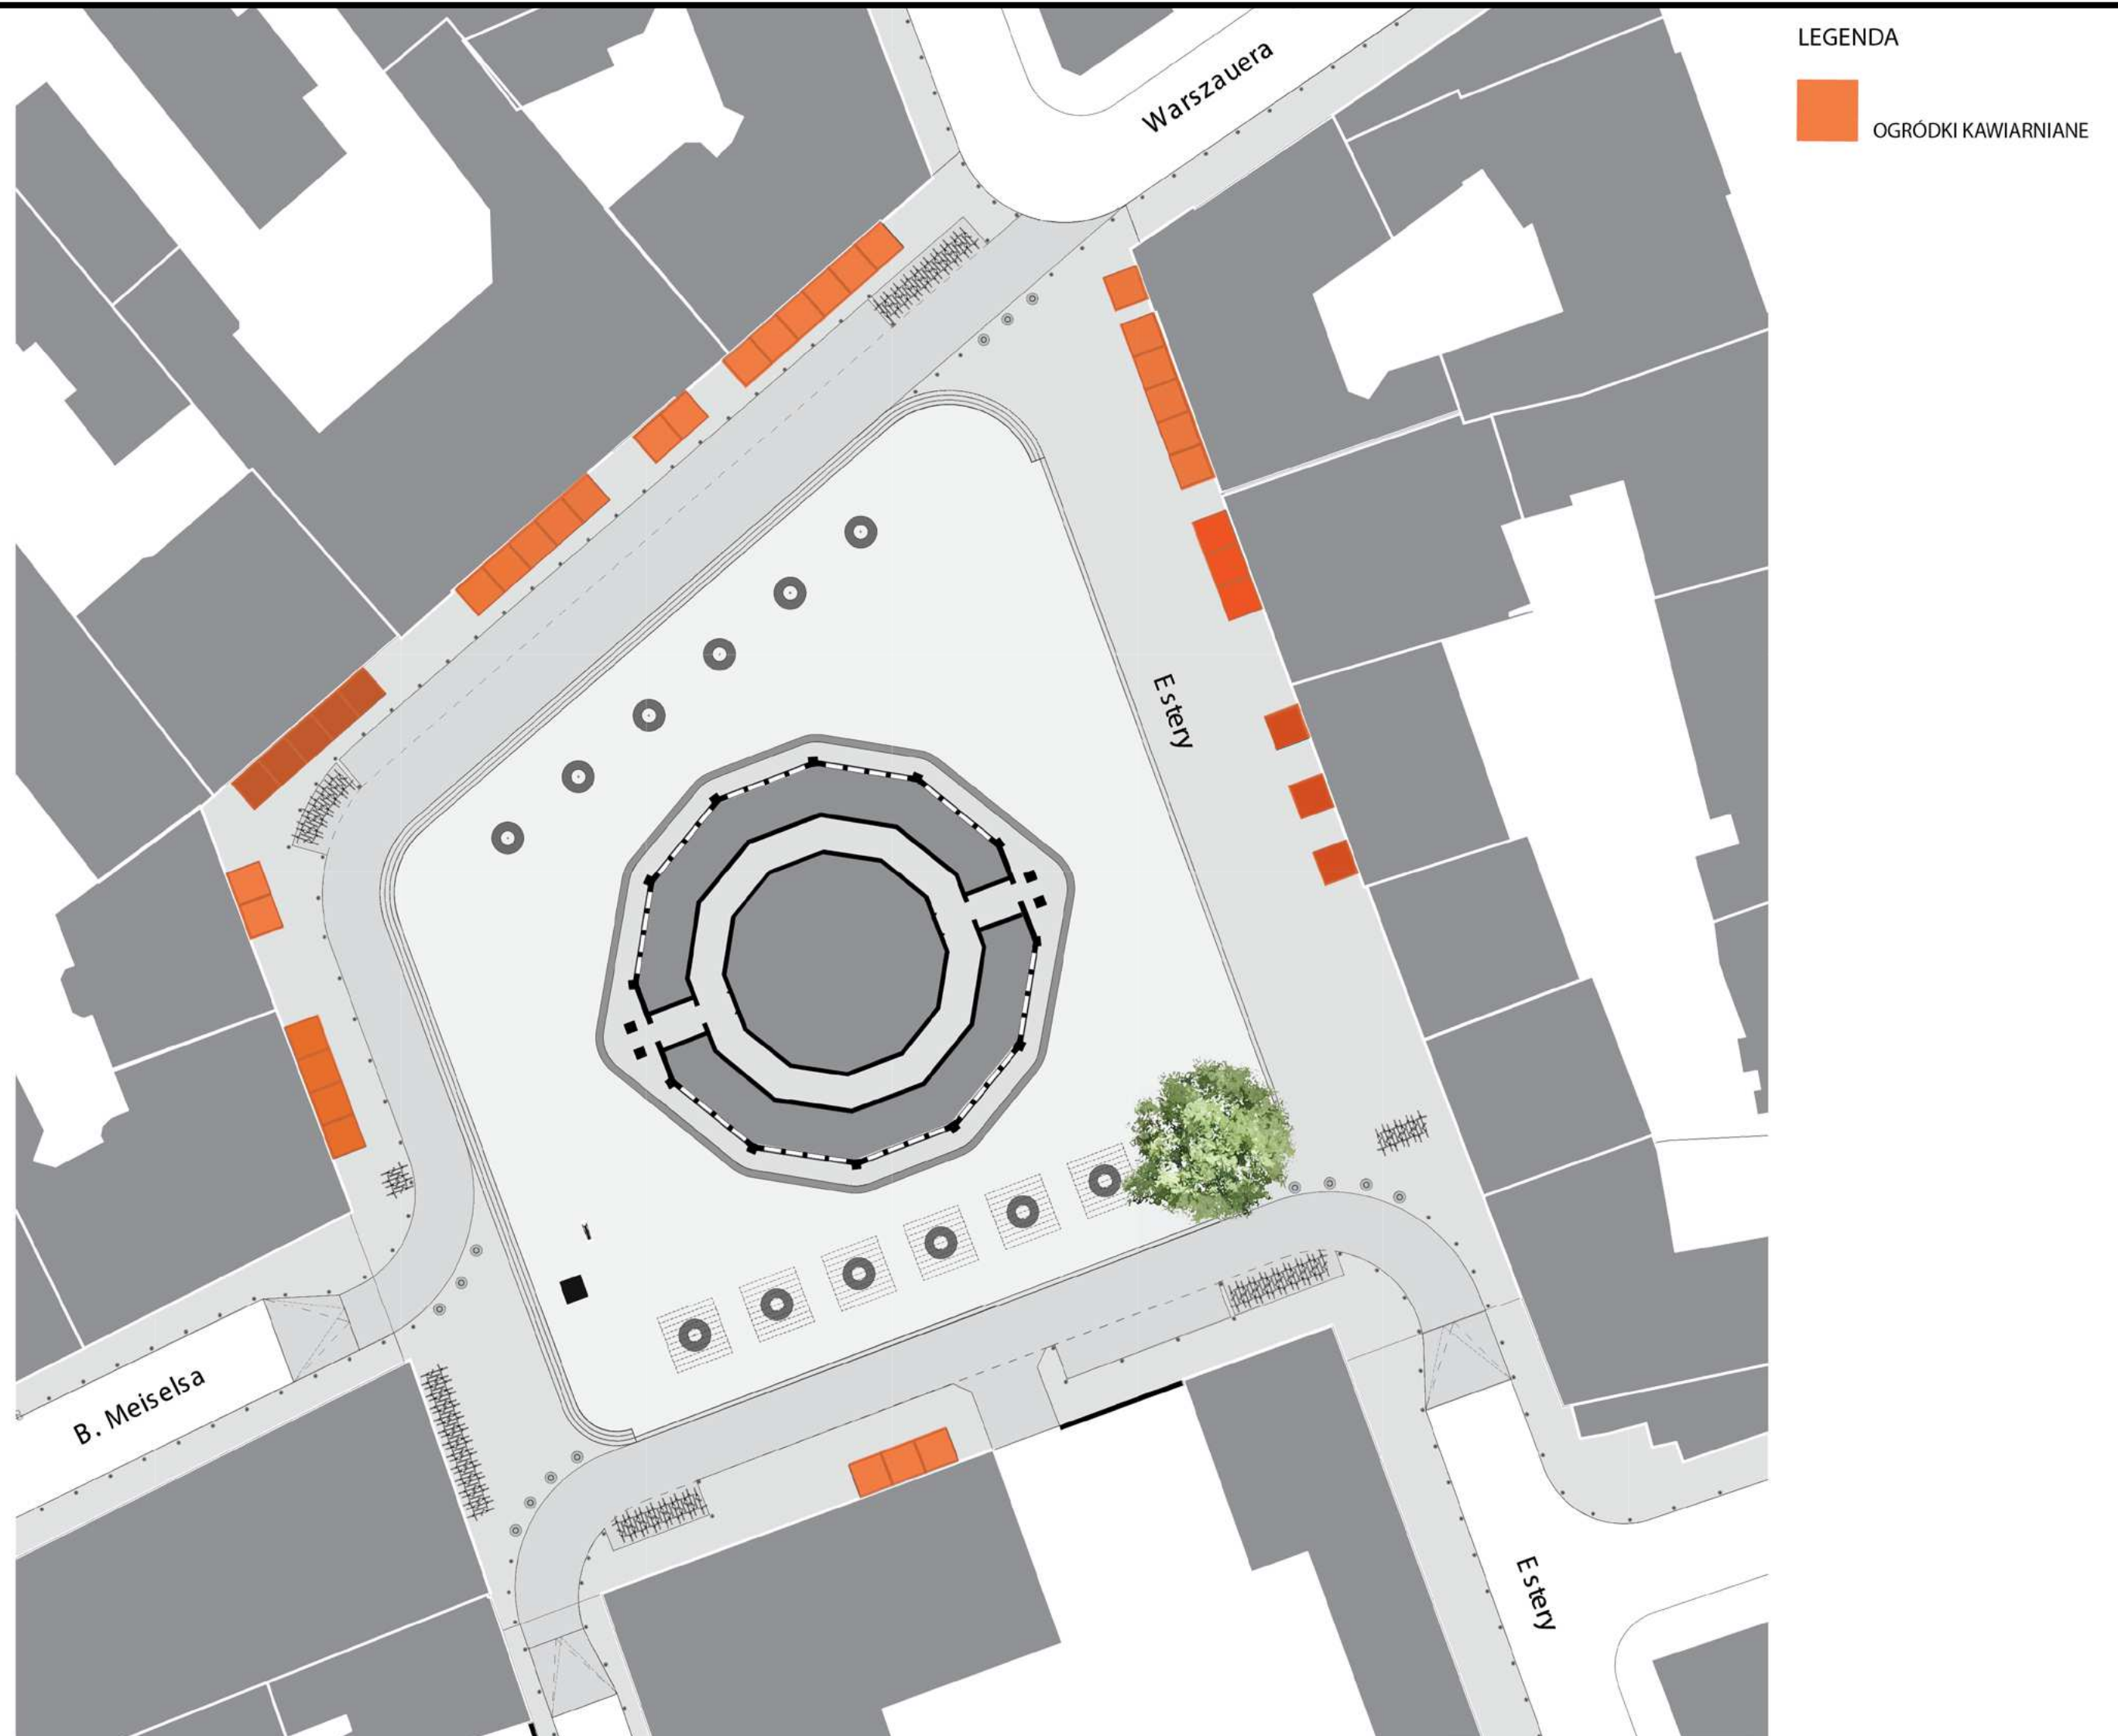 LEGENDA
OGRÓDKI KAWIARNIANE
Warszauera
Estery
B. Meiselsa
Estery